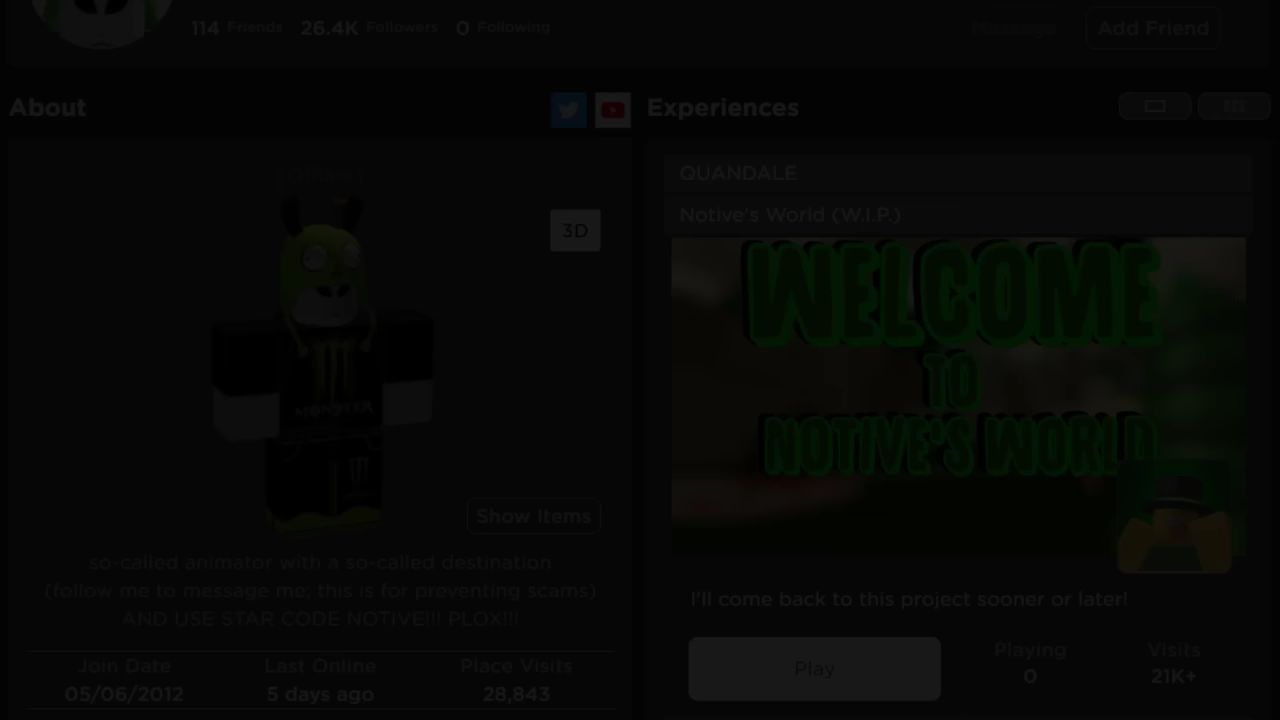 114 Friends 26.4K Followers 0 Following
Message
Add Friend
About
Experiences
QUANDALE
Notive's World (W.I.P.)
3D
WELCOME
TO
NOTIVE'S WORLD
MONSTER
Show Items
so-called animator with a so-called destination
(follow me to message me; this is for preventing scams)
AND USE STAR CODE NOTIVE!!! PLOX!!!
I'll come back to this project sooner or later!
Play
Playing
Visits
0
21K+
Join Date
Last Online
Place Visits
05/06/2012
5 days ago
28,843